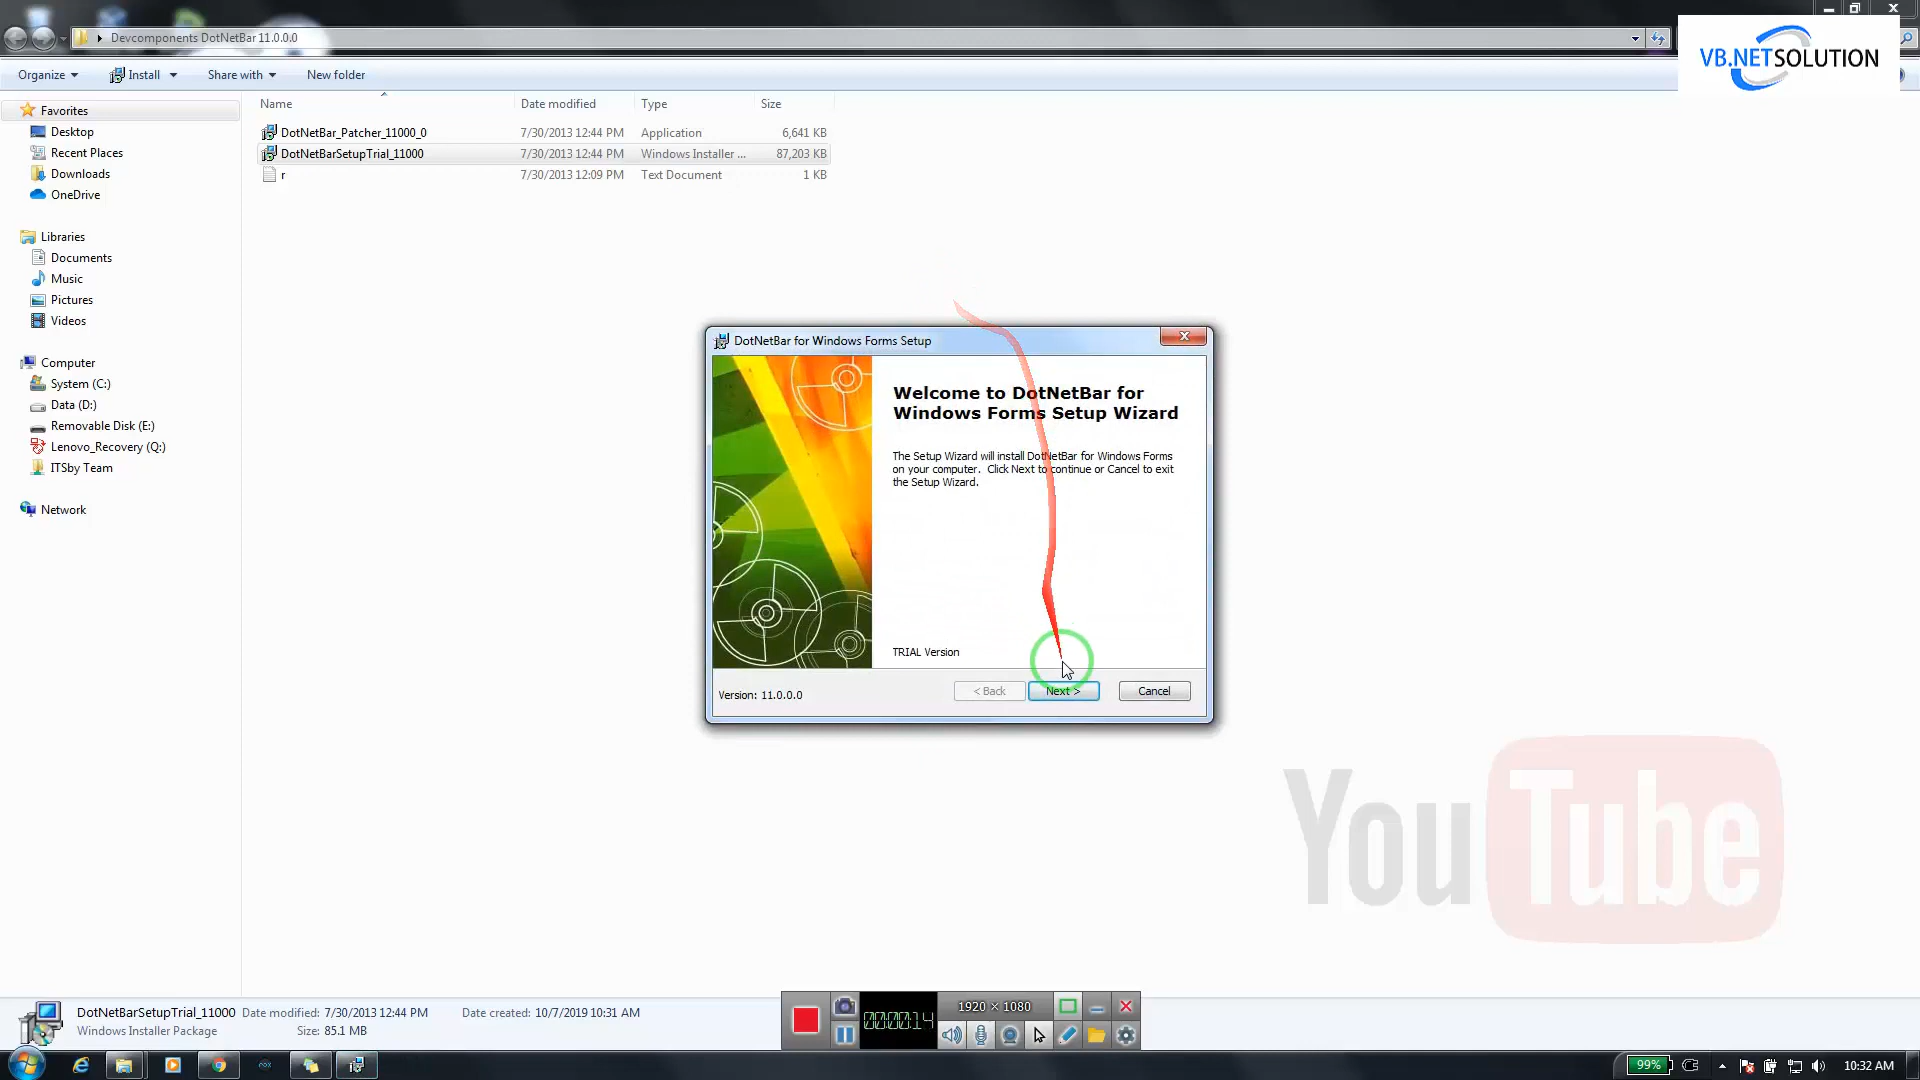 Devcomponents DotNetBar 11.0.0.0
VB.NETSOLUTION
Organize
Install
Share with
New folder
Name
Date modified
Type
Size
Favorites
Desktop
Recent Places
Downloads
OneDrive
Libraries
Documents
Music
Pictures
Videos
Computer
System (C:)
Data (D:)
Removable Disk (E:)
Lenovo_Recovery (Q:)
ITSby Team
Network
DotNetBar_Patcher_11000_0 7/30/2013 12:44 PM Application 6,641 KB
DotNetBarSetupTrial_11000 7/30/2013 12:44 PM Windows Installer ... 87,203 KB
r 7/30/2013 12:09 PM Text Document 1 KB
DotNetBar for Windows Forms Setup
Welcome to DotNetBar for
Windows Forms Setup Wizard
The Setup Wizard will install DotNetBar for Windows Forms
on your computer. Click Next to continue or Cancel to exit
the Setup Wizard.
TRIAL Version
Version: 11.0.0.0
< Back
Next >
Cancel
YouTube
DotNetBarSetupTrial_11000 Date modified: 7/30/2013 12:44 PM Date created: 10/7/2019 10:31 AM
Windows Installer Package Size: 85.1 MB
1920 × 1080
00:00:14
99%
10:32 AM